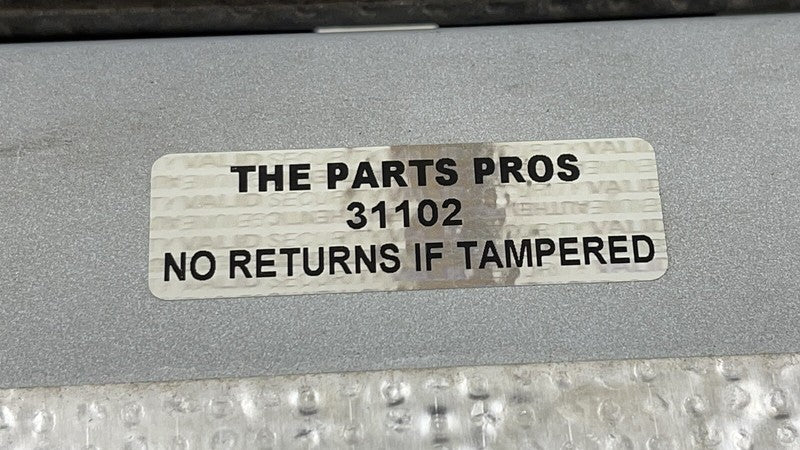 THE PARTS PROS
31102
NO RETURNS IF TAMPERED